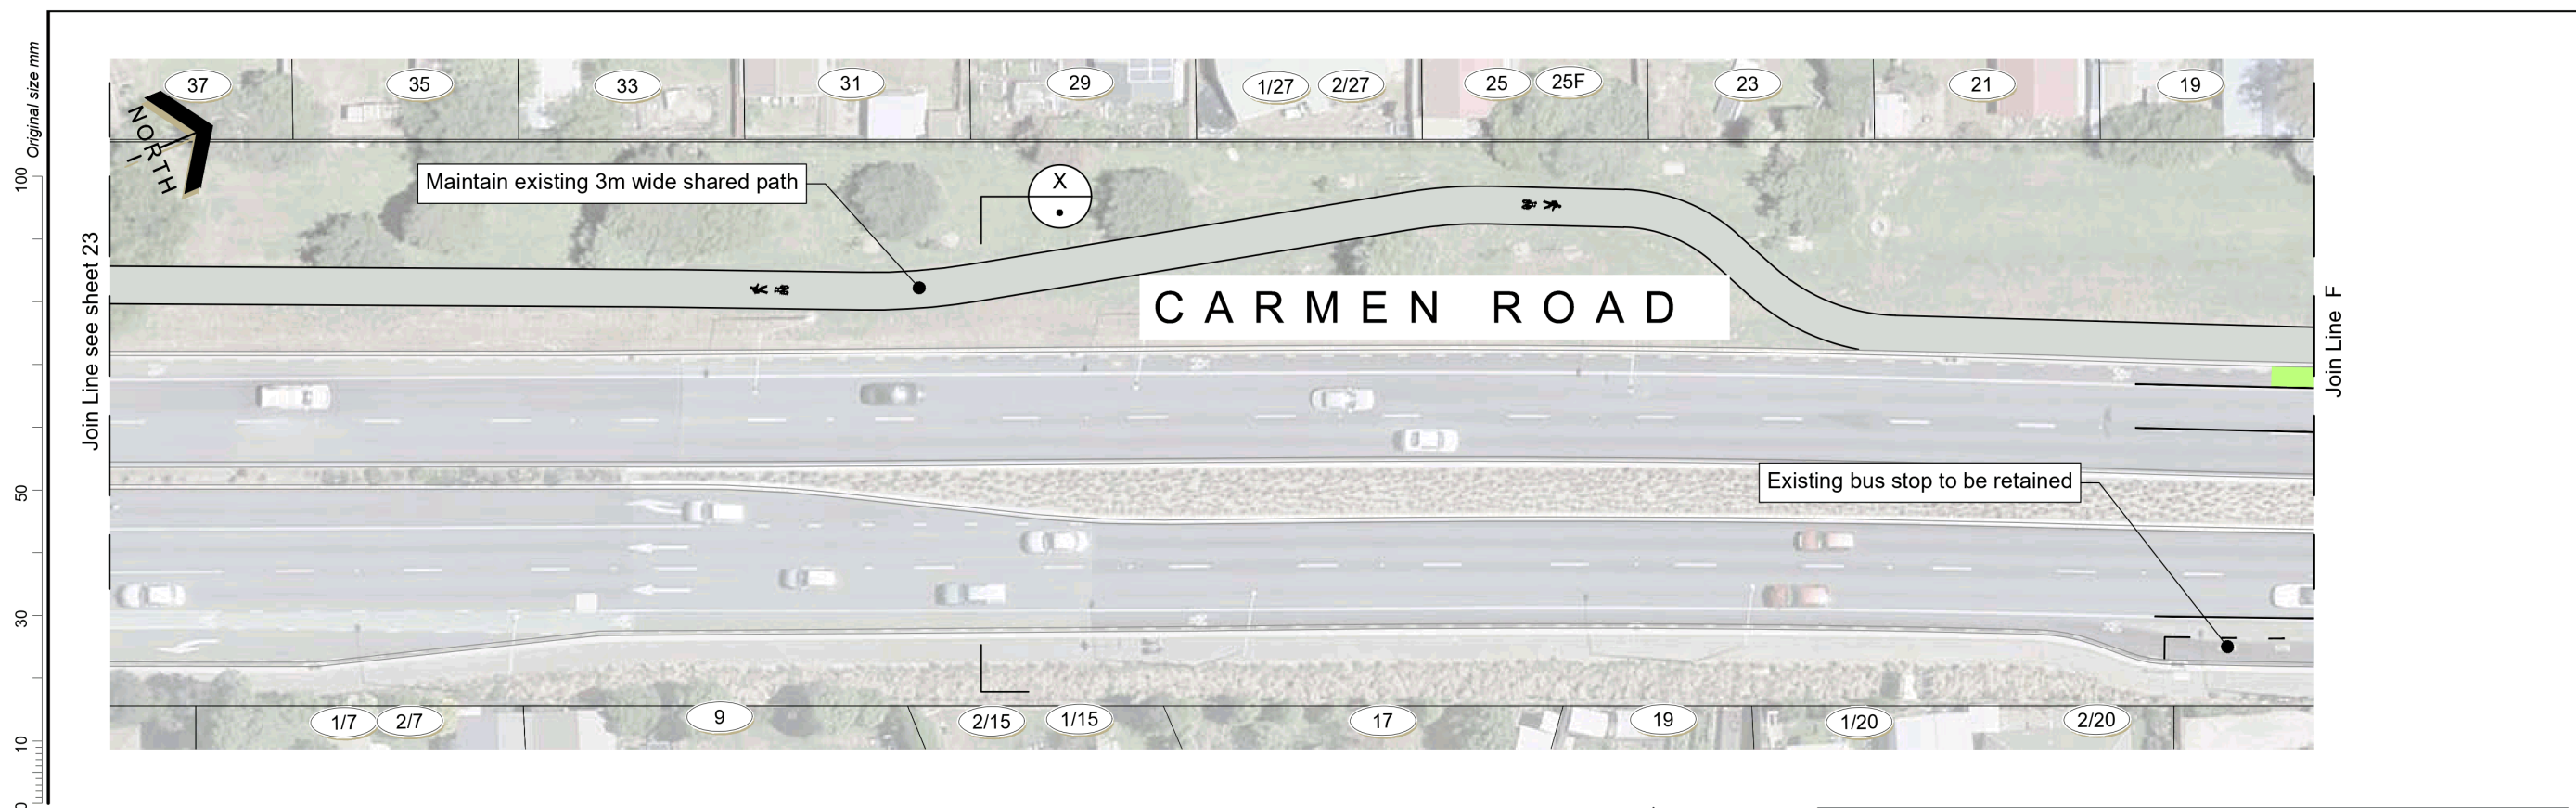 Original size mm
100
50
30
10
37
35
33
31
29
1/27
2/27
25
25F
23
21
19
NORTH
Maintain existing 3m wide shared path
X
CARMEN ROAD
Join Line see sheet 23
Join Line F
Existing bus stop to be retained
1/7
2/7
9
2/15
1/15
17
19
1/20
2/20